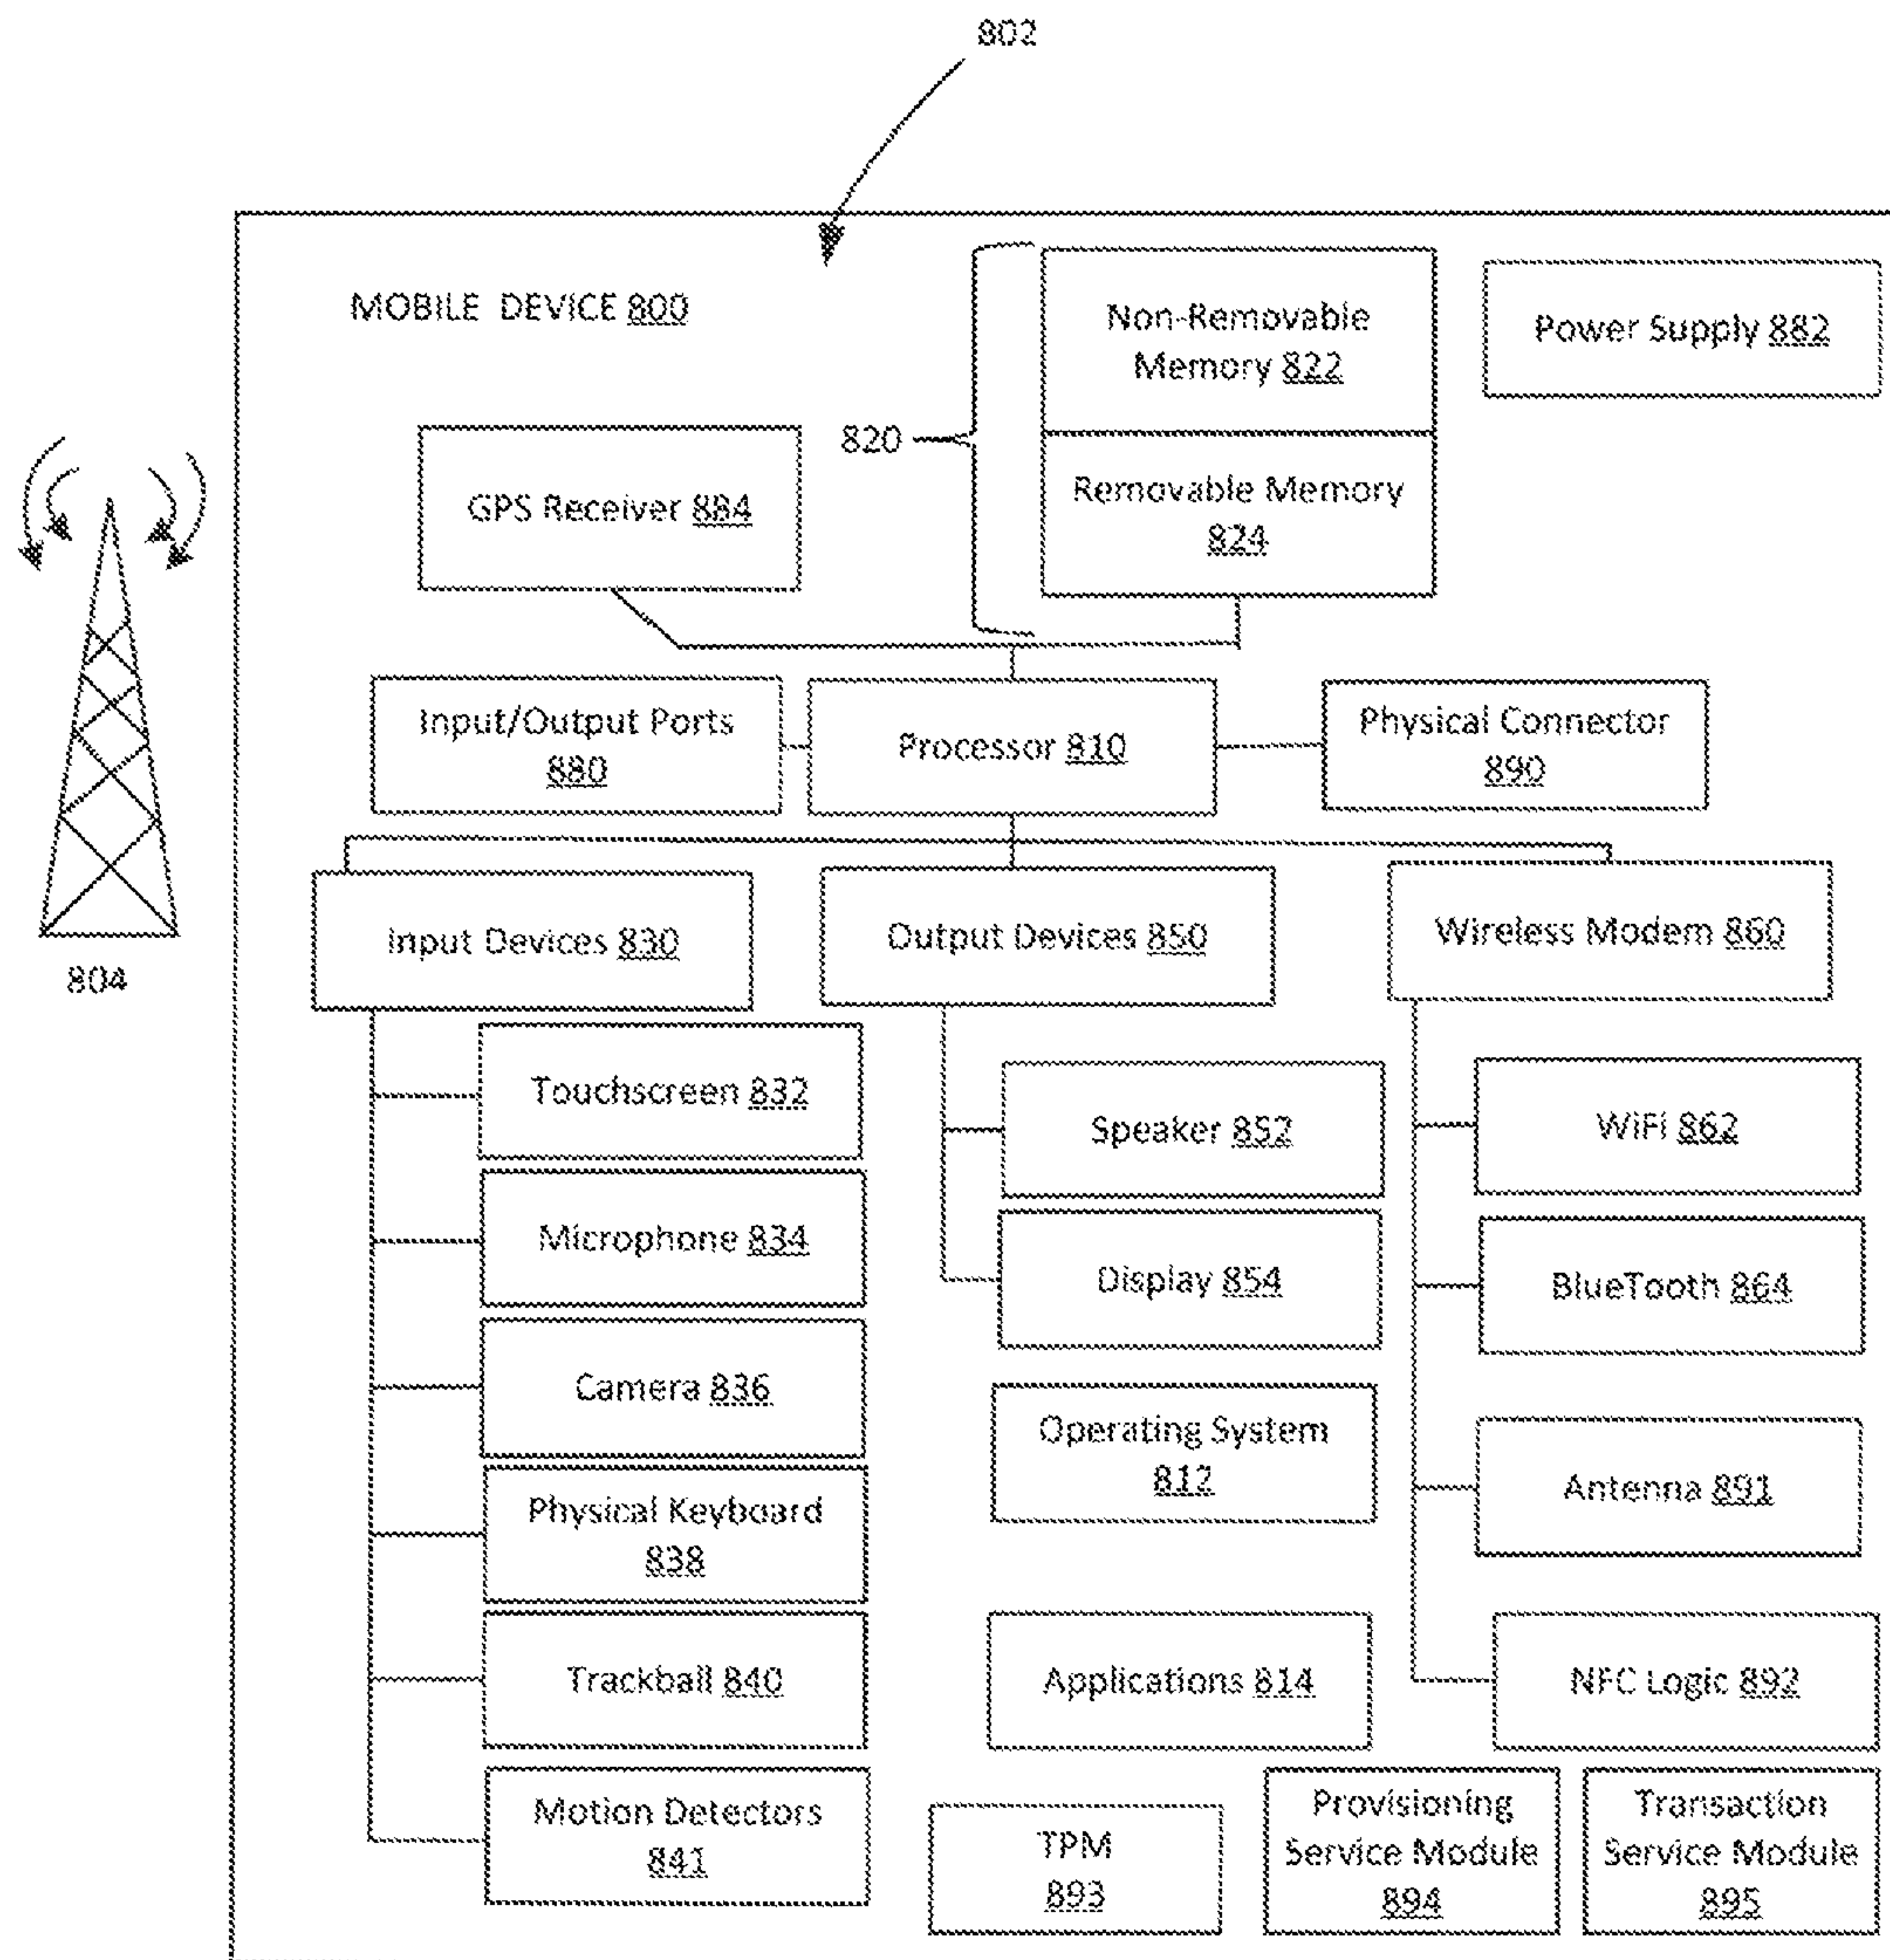 802
MOBILE DEVICE 800
Non-Removable
Memory 822
Power Supply 882
820
GPS Receiver 884
Removable Memory
824
Input/Output Ports
880
Processor 810
Physical Connector
890
Input Devices 830
Output Devices 850
Wireless Modem 860
804
Touchscreen 832
Speaker 852
WiFi 862
Microphone 834
Display 854
BlueTooth 864
Camera 836
Operating System
812
Antenna 891
Physical Keyboard
838
Trackball 840
Applications 814
NFC Logic 892
Motion Detectors
841
TPM
893
Provisioning
Service Module
894
Transaction
Service Module
895